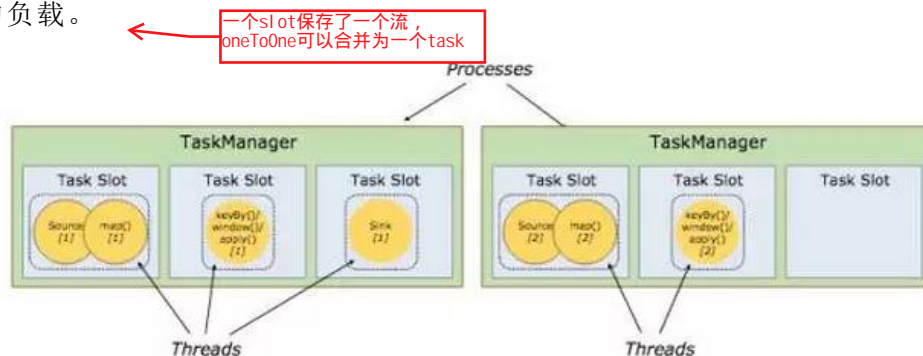 负载。
一个slot保存了一个流，
oneToOne可以合并为一个task
Processes
TaskManager
TaskManager
Task Slot
Task Slot
Task Slot
Task Slot
Task Slot
Task Slot
Source
[1]
map()
[1]
keyBy()/
window()/
apply()
[1]
Sink
[1]
Source
[2]
map()
[2]
keyBy()/
window()/
apply()
[2]
Threads
Threads